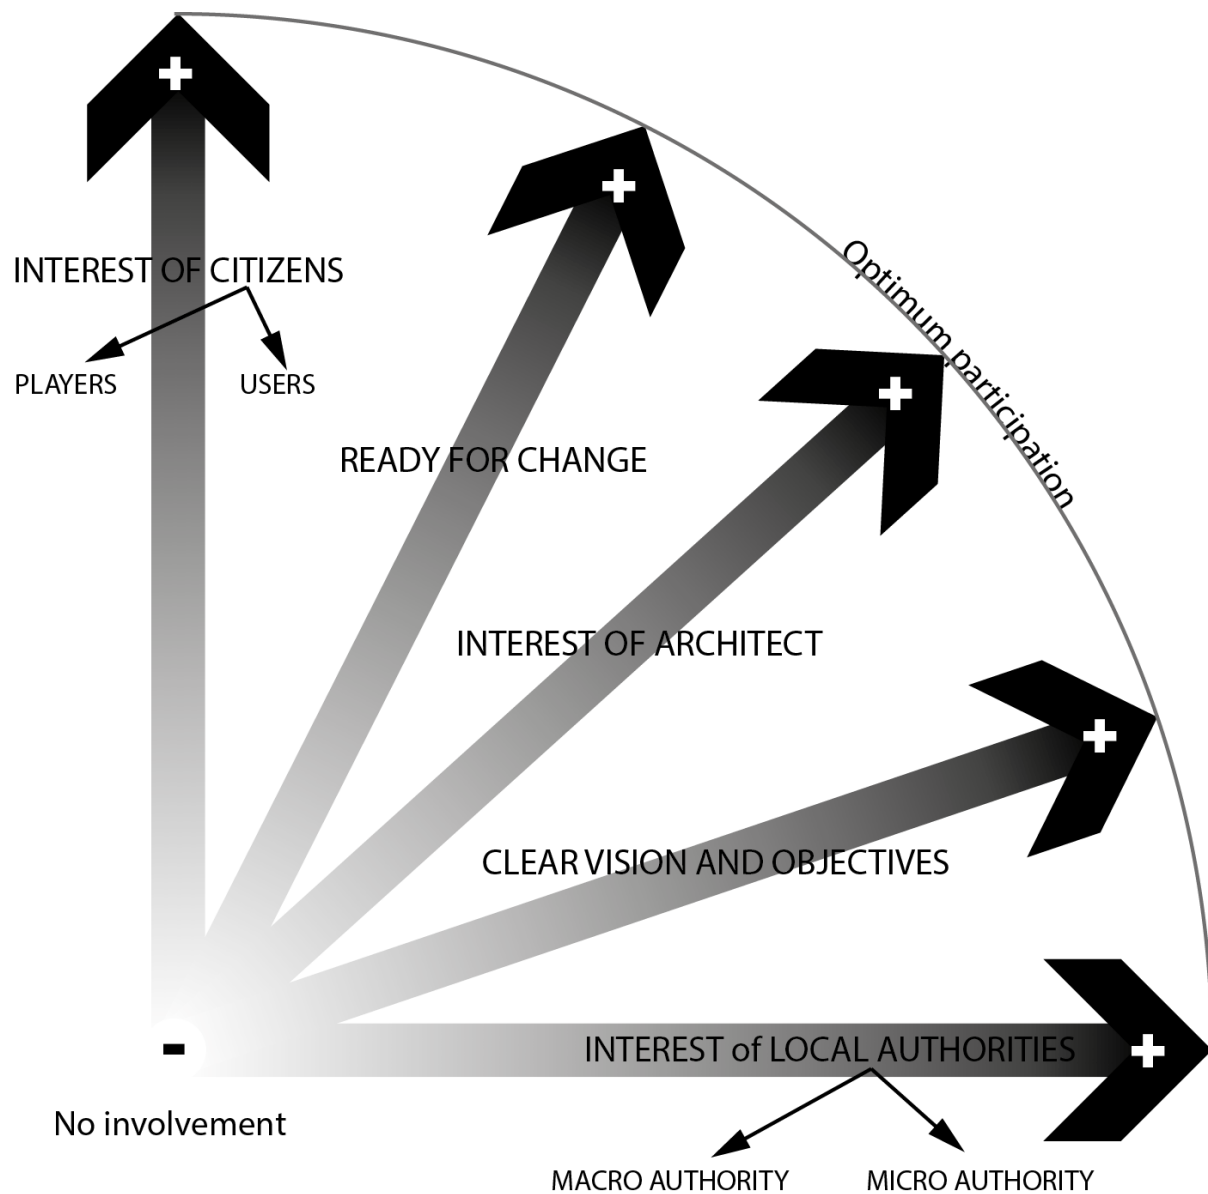 +
+
Optimum participation
INTEREST OF CITIZENS
PLAYERS
USERS
+
READY FOR CHANGE
INTEREST OF ARCHITECT
+
CLEAR VISION AND OBJECTIVES
-
INTEREST of LOCAL AUTHORITIES
+
No involvement
MACRO AUTHORITY
MICRO AUTHORITY